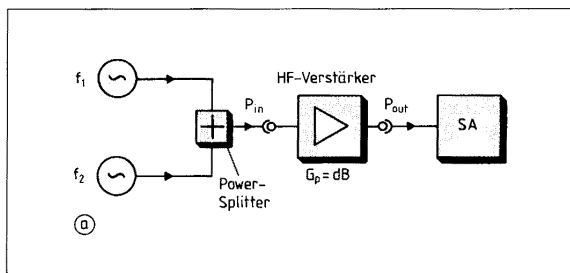 f1
HF-Verstärker
Pin
Pout
SA
Gp = dB
f2
Power-
Splitter
a